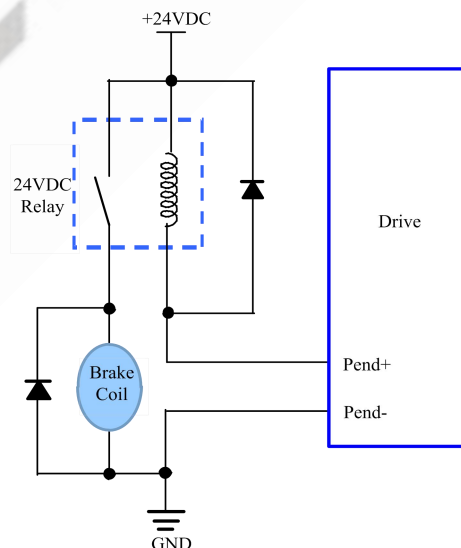 +24VDC
24VDC
Relay
Drive
Brake
Coil
Pend+
Pend-
GND